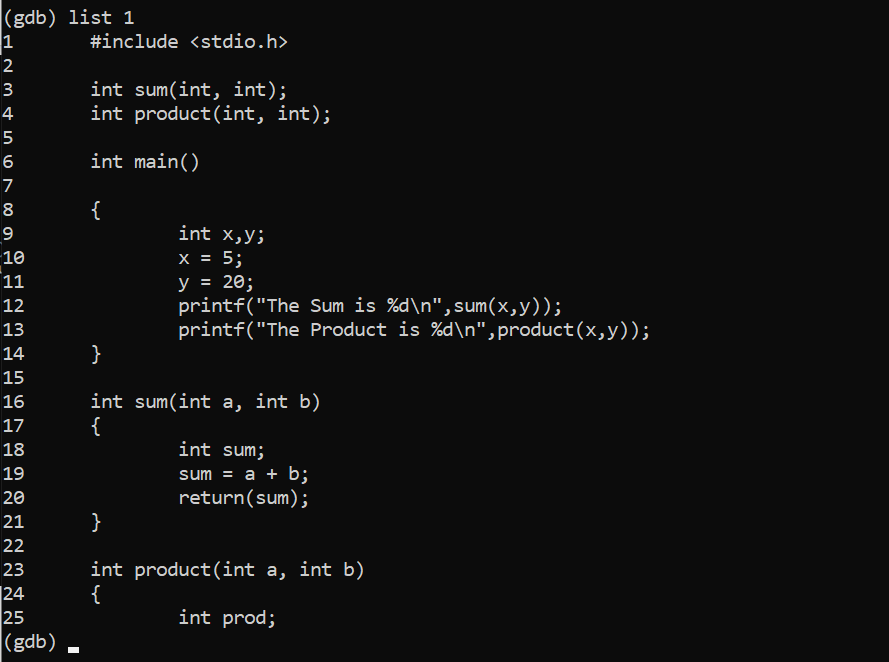 (gdb) list 1
1       #include <stdio.h>
2
3       int sum(int, int);
4       int product(int, int);
5
6       int main()
7
8       {
9               int x,y;
10              x = 5;
11              y = 20;
12              printf("The Sum is %d\n",sum(x,y));
13              printf("The Product is %d\n",product(x,y));
14      }
15
16      int sum(int a, int b)
17      {
18              int sum;
19              sum = a + b;
20              return(sum);
21      }
22
23      int product(int a, int b)
24      {
25              int prod;
(gdb)